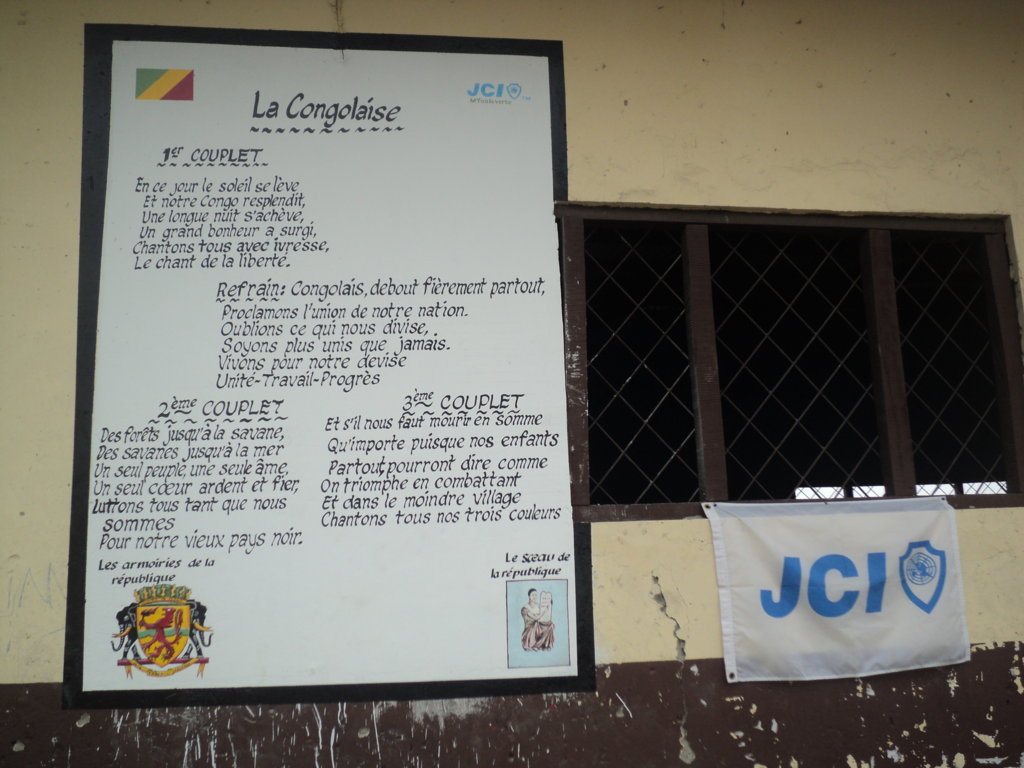 JCI
La Congolaise
1er COUPLET
En ce jour le soleil se lève
Et notre Congo resplendit,
Une longue nuit s'achève,
Un grand bonheur a surgi,
Chantons tous avec ivresse,
Le chant de la liberté.
Refrain: Congolais, debout fièrement partout,
Proclamons l'union de notre nation.
Oublions ce qui nous divise,
Soyons plus unis que jamais.
Vivons pour notre devise
Unité-Travail-Progrès
2ème COUPLET
Des forêts jusqu'à la savane,
Des savanes jusqu'à la mer
Un seul peuple une seule âme,
Un seul coeur ardent et fier,
luttons tous tant que nous
sommes
Pour notre vieux pays noir.
3ème COUPLET
Et s'il nous faut mourir en somme
Qu'importe puisque nos enfants
Partout pourront dire comme
On triomphe en combattant
Et dans le moindre village
Chantons tous nos trois couleurs
Les armoiries de la
république
Le Sceau de
la république
JCI